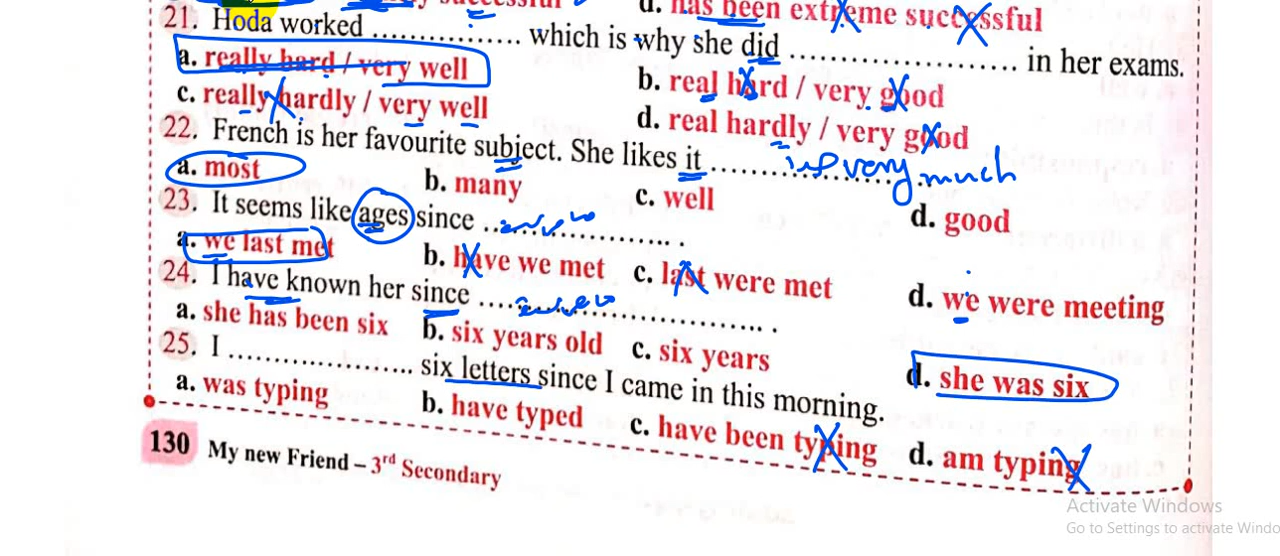 d. has been extreme successful
21. Hoda worked ................ which is why she did ........................ in her exams.
a. really hard / very well
b. real hard / very good
c. really hardly / very well
d. real hardly / very good
22. French is her favourite subject. She likes it ........................ very much
a. most
b. many
c. well
d. good
23. It seems like ages since ........................ .
a. we last met
b. have we met
c. last were met
d. we were meeting
24. I have known her since ........................ .
a. she has been six
b. six years old
c. six years
d. she was six
25. I ........................ six letters since I came in this morning.
a. was typing
b. have typed
c. have been typing
d. am typing
130 My new Friend – 3rd Secondary
Activate Windows
Go to Settings to activate Windo